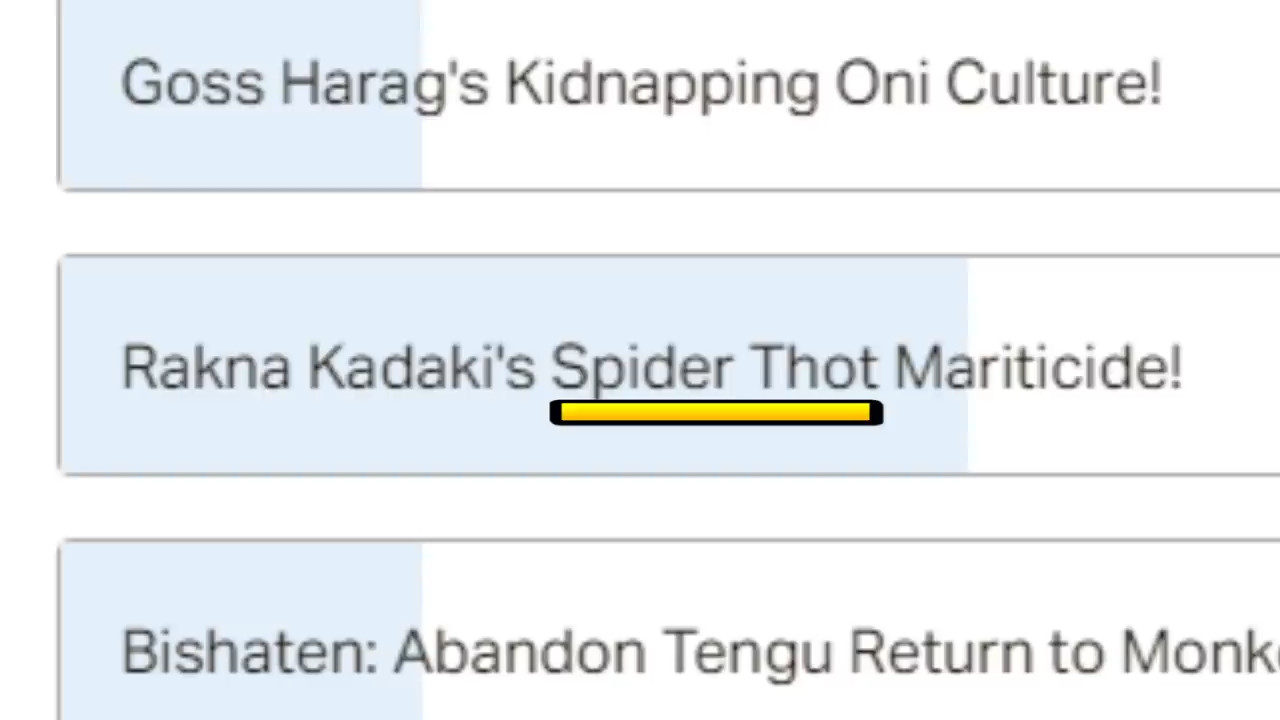 Goss Harag's Kidnapping Oni Culture!
Rakna Kadaki's Spider Thot Mariticide!
Bishaten: Abandon Tengu Return to